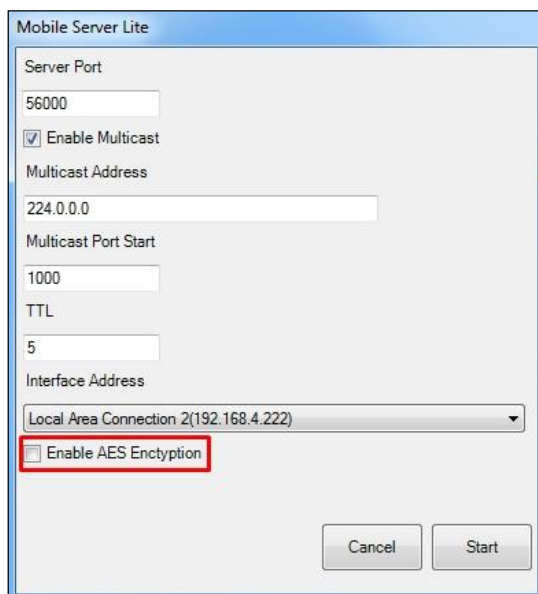 Mobile Server Lite
Server Port
56000
Enable Multicast
Multicast Address
224.0.0.0
Multicast Port Start
1000
TTL
5
Interface Address
Local Area Connection 2(192.168.4.222)
Enable AES Enctyption
Cancel Start